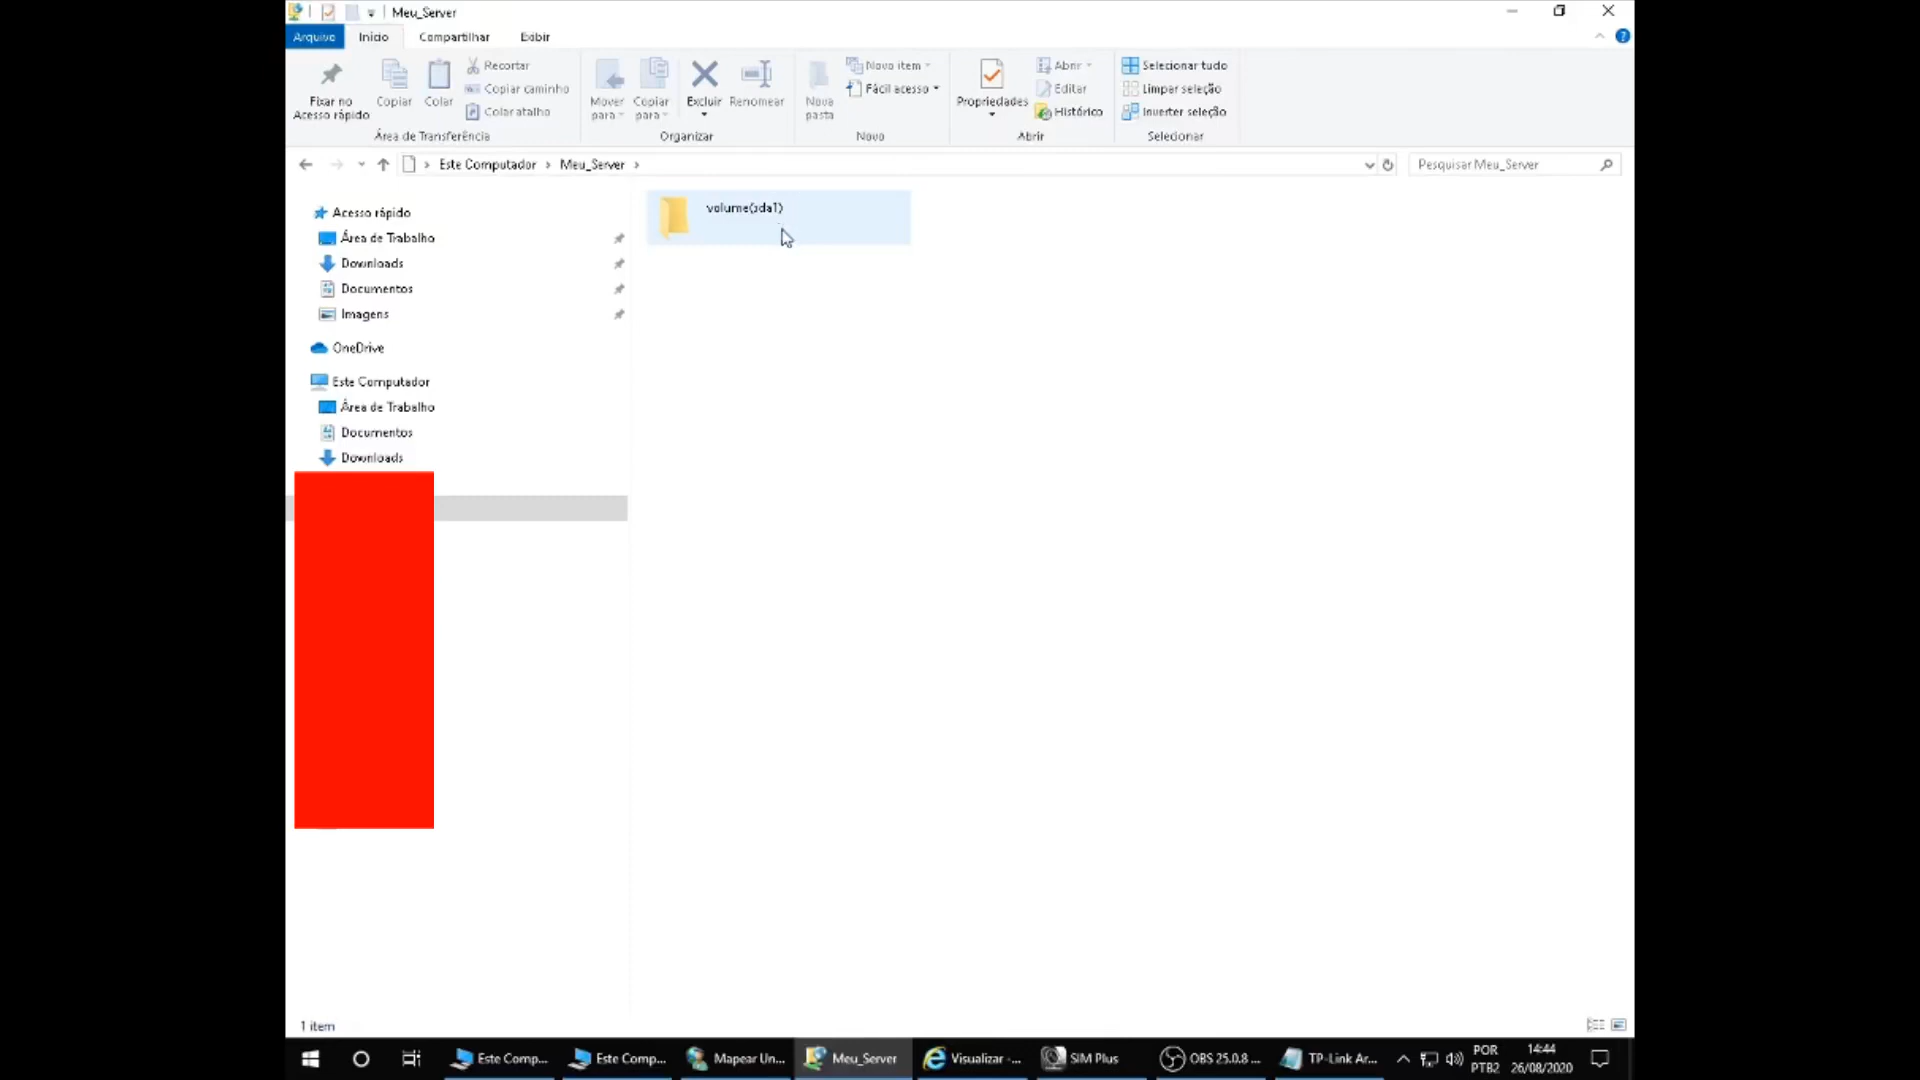 Meu_Server
Arquivo Início Compartilhar Exibir
Fixar no
Acesso rápido
Copiar
Colar
Recortar
Copiar caminho
Colar atalho
Área de Transferência
Mover
para
Copiar
para
Excluir
Renomear
Organizar
Nova
pasta
Novo item
Fácil acesso
Novo
Propriedades
Abrir
Editar
Histórico
Abrir
Selecionar tudo
Limpar seleção
Inverter seleção
Selecionar
Este Computador Meu_Server
Pesquisar Meu_Server
Acesso rápido
Área de Trabalho
Downloads
Documentos
Imagens
OneDrive
Este Computador
Área de Trabalho
Documentos
Downloads
volume(sda1)
1 item
Este Comp... Este Comp... Mapear Un... Meu_Server Visualizar -... SIM Plus OBS 25.0.8 ... TP-Link Ar...
POR
PTB2
14:44
26/08/2020